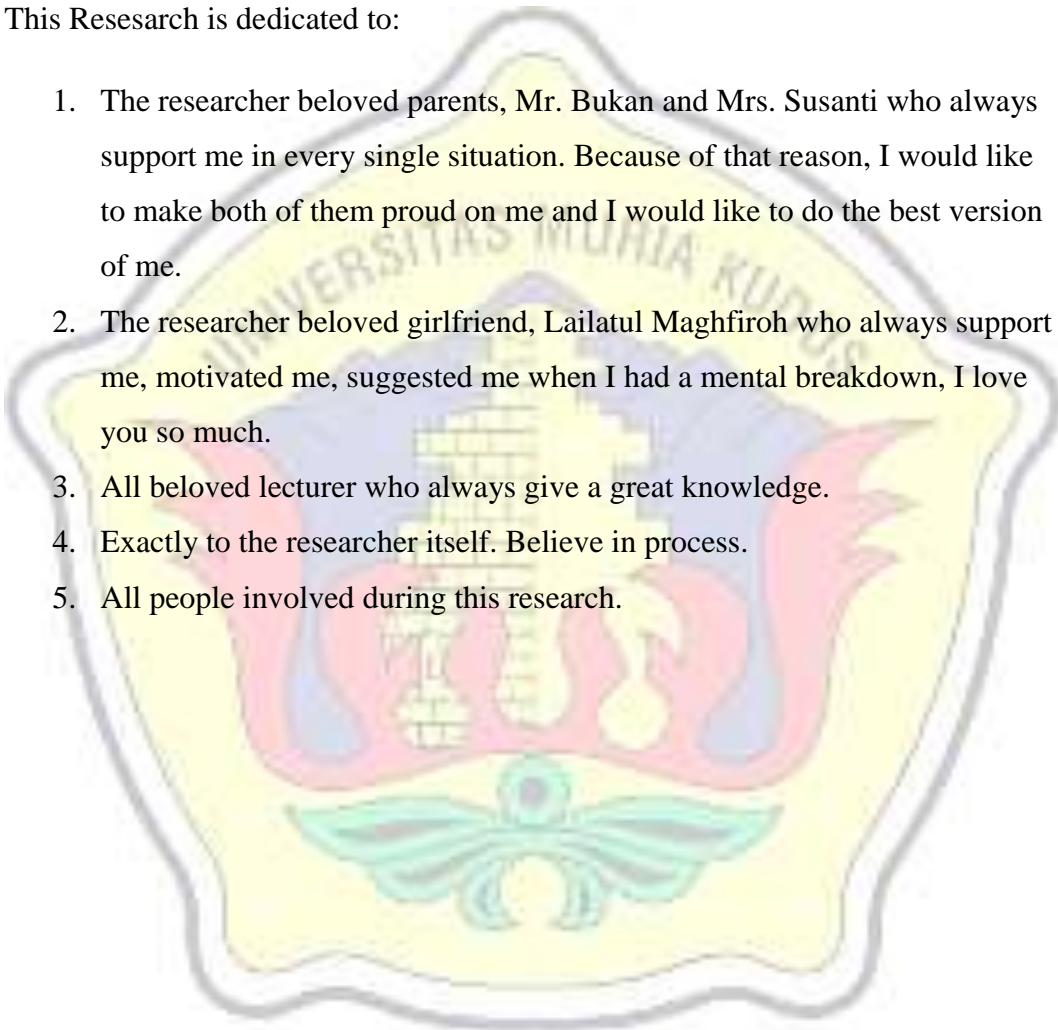 This Resesarch is dedicated to:
1. The researcher beloved parents, Mr. Bukan and Mrs. Susanti who always
support me in every single situation. Because of that reason, I would like
to make both of them proud on me and I would like to do the best version
of me.
2. The researcher beloved girlfriend, Lailatul Maghfiroh who always support
me, motivated me, suggested me when I had a mental breakdown, I love
you so much.
3. All beloved lecturer who always give a great knowledge.
4. Exactly to the researcher itself. Believe in process.
5. All people involved during this research.
UNIVERSITAS MURIA KUDUS